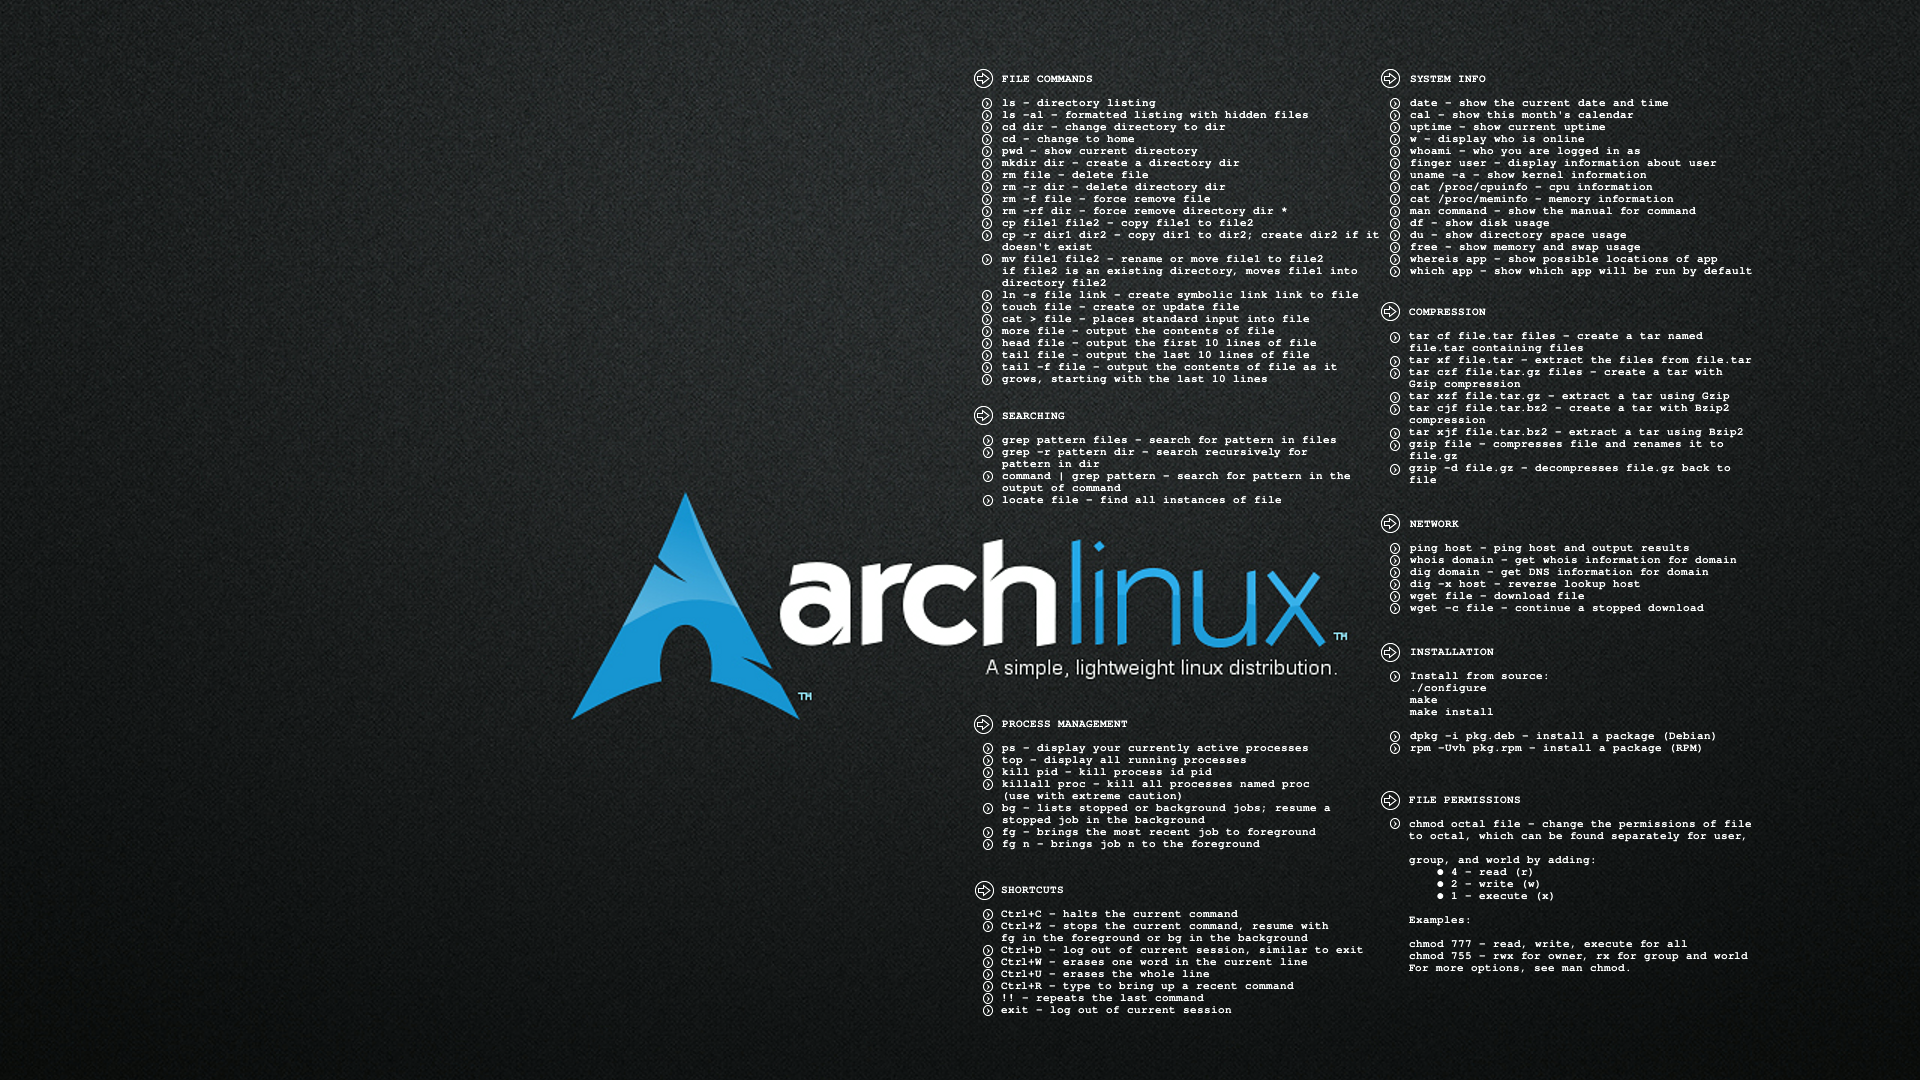 FILE COMMANDS
ls - directory listing
ls -al - formatted listing with hidden files
cd dir - change directory to dir
cd - change to home
pwd - show current directory
mkdir dir - create a directory dir
rm file - delete file
rm -r dir - delete directory dir
rm -f file - force remove file
rm -rf dir - force remove directory dir *
cp file1 file2 - copy file1 to file2
cp -r dir1 dir2 - copy dir1 to dir2; create dir2 if it
doesn't exist
mv file1 file2 - rename or move file1 to file2
if file2 is an existing directory, moves file1 into
directory file2
ln -s file link - create symbolic link link to file
touch file - create or update file
cat > file - places standard input into file
more file - output the contents of file
head file - output the first 10 lines of file
tail file - output the last 10 lines of file
tail -f file - output the contents of file as it
grows, starting with the last 10 lines
SEARCHING
grep pattern files - search for pattern in files
grep -r pattern dir - search recursively for
pattern in dir
command | grep pattern - search for pattern in the
output of command
locate file - find all instances of file
archlinux™
A simple, lightweight linux distribution.
TM
PROCESS MANAGEMENT
ps - display your currently active processes
top - display all running processes
kill pid - kill process id pid
killall proc - kill all processes named proc
(use with extreme caution)
bg - lists stopped or background jobs; resume a
stopped job in the background
fg - brings the most recent job to foreground
fg n - brings job n to the foreground
SHORTCUTS
Ctrl+C - halts the current command
Ctrl+Z - stops the current command, resume with
fg in the foreground or bg in the background
Ctrl+D - log out of current session, similar to exit
Ctrl+W - erases one word in the current line
Ctrl+U - erases the whole line
Ctrl+R - type to bring up a recent command
!! - repeats the last command
exit - log out of current session
SYSTEM INFO
date - show the current date and time
cal - show this month's calendar
uptime - show current uptime
w - display who is online
whoami - who you are logged in as
finger user - display information about user
uname -a - show kernel information
cat /proc/cpuinfo - cpu information
cat /proc/meminfo - memory information
man command - show the manual for command
df - show disk usage
du - show directory space usage
free - show memory and swap usage
whereis app - show possible locations of app
which app - show which app will be run by default
COMPRESSION
tar cf file.tar files - create a tar named
file.tar containing files
tar xf file.tar - extract the files from file.tar
tar czf file.tar.gz files - create a tar with
Gzip compression
tar xzf file.tar.gz - extract a tar using Gzip
tar cjf file.tar.bz2 - create a tar with Bzip2
compression
tar xjf file.tar.bz2 - extract a tar using Bzip2
gzip file - compresses file and renames it to
file.gz
gzip -d file.gz - decompresses file.gz back to
file
NETWORK
ping host - ping host and output results
whois domain - get whois information for domain
dig domain - get DNS information for domain
dig -x host - reverse lookup host
wget file - download file
wget -c file - continue a stopped download
INSTALLATION
Install from source:
./configure
make
make install
dpkg -i pkg.deb - install a package (Debian)
rpm -Uvh pkg.rpm - install a package (RPM)
FILE PERMISSIONS
chmod octal file - change the permissions of file
to octal, which can be found separately for user,
group, and world by adding:
● 4 - read (r)
● 2 - write (w)
● 1 - execute (x)
Examples:
chmod 777 - read, write, execute for all
chmod 755 - rwx for owner, rx for group and world
For more options, see man chmod.